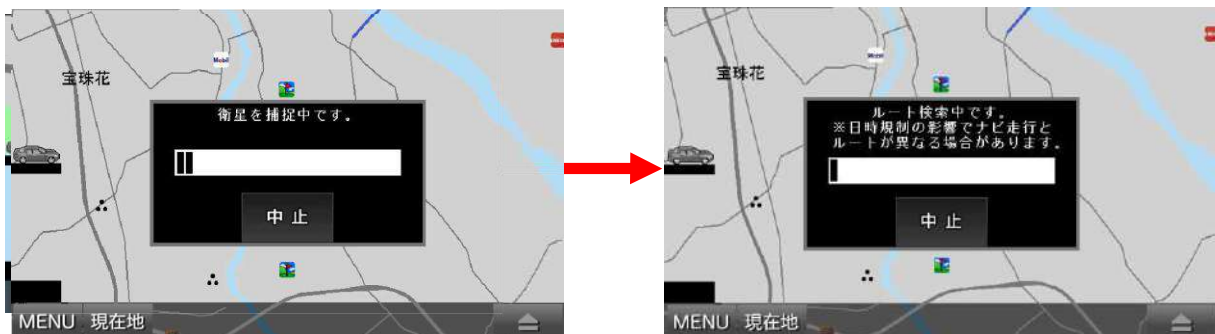 Mobil
宝珠花
衛星を捕捉中です。
中止
MENU 現在地
Mobil
宝珠花
ルート検索中です。
※日時規制の影響でナビ走行と
ルートが異なる場合があります。
中止
MENU 現在地